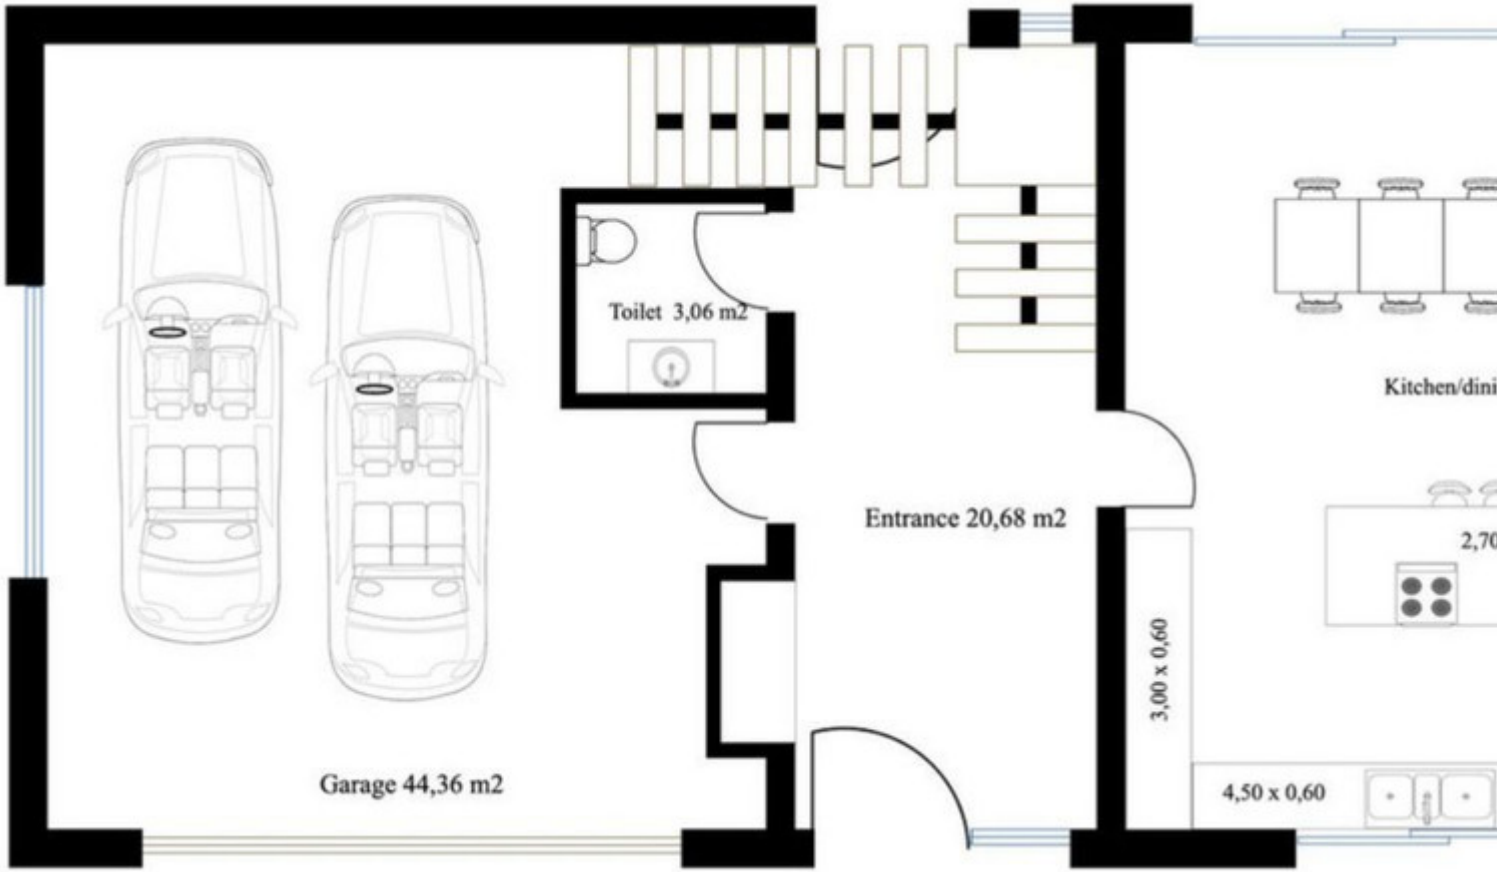 Toilet 3,06 m2
Kitchen/dini
Entrance 20,68 m2
2,70
3,00 x 0,60
Garage 44,36 m2
4,50 x 0,60